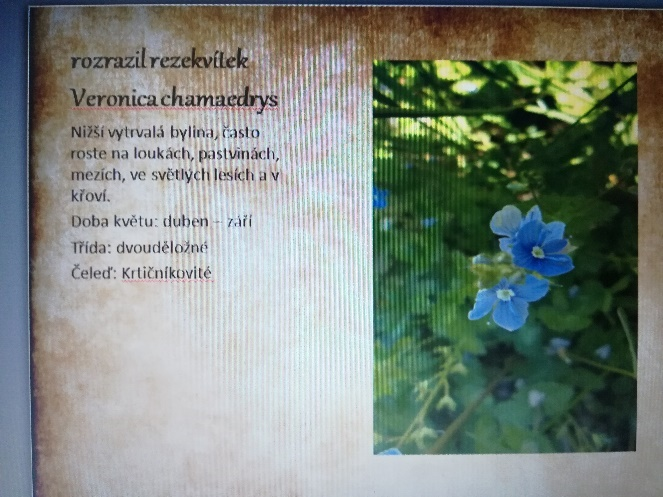 rozrazil rezekvítek
Veronica chamaedrys
Nižší vytrvalá bylina, často
roste na loukách, pastvinách,
mezích, ve světlých lesích a v
křoví.
Doba květu: duben – září
Třída: dvouděložné
Čeleď: Krtičníkovité